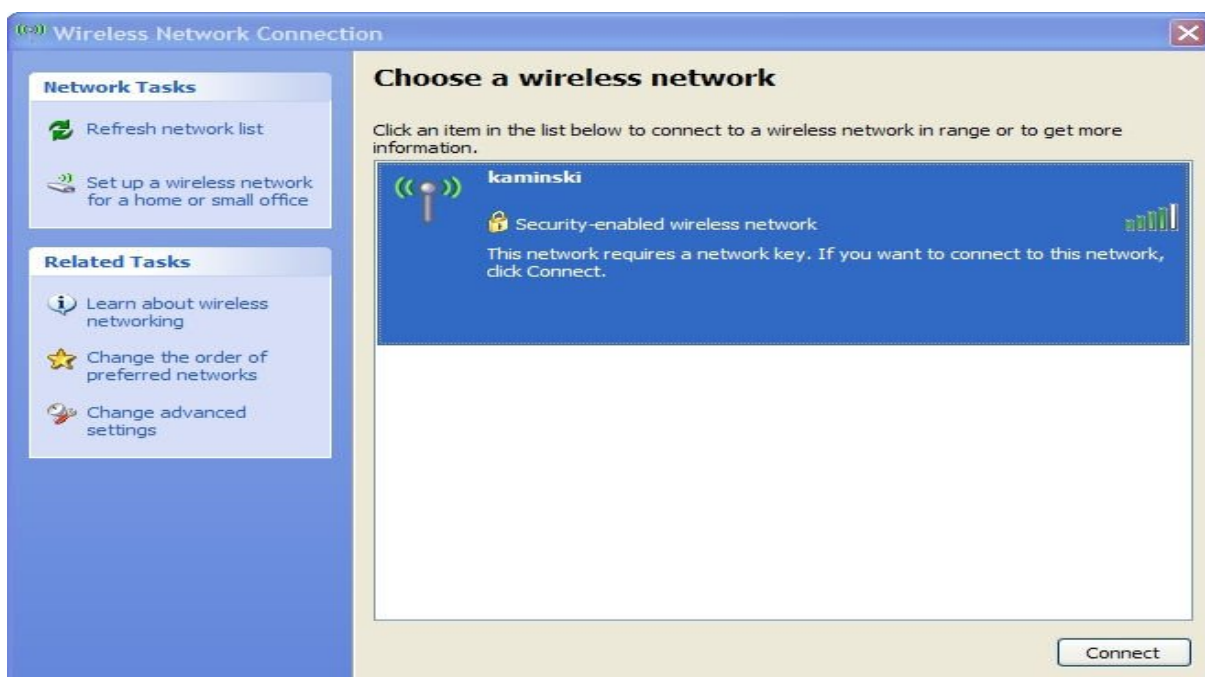 Wireless Network Connection
Network Tasks
Refresh network list
Set up a wireless network
for a home or small office
Related Tasks
Learn about wireless
networking
Change the order of
preferred networks
Change advanced
settings
Choose a wireless network
Click an item in the list below to connect to a wireless network in range or to get more
information.
kaminski
Security-enabled wireless network
This network requires a network key. If you want to connect to this network,
click Connect.
Connect